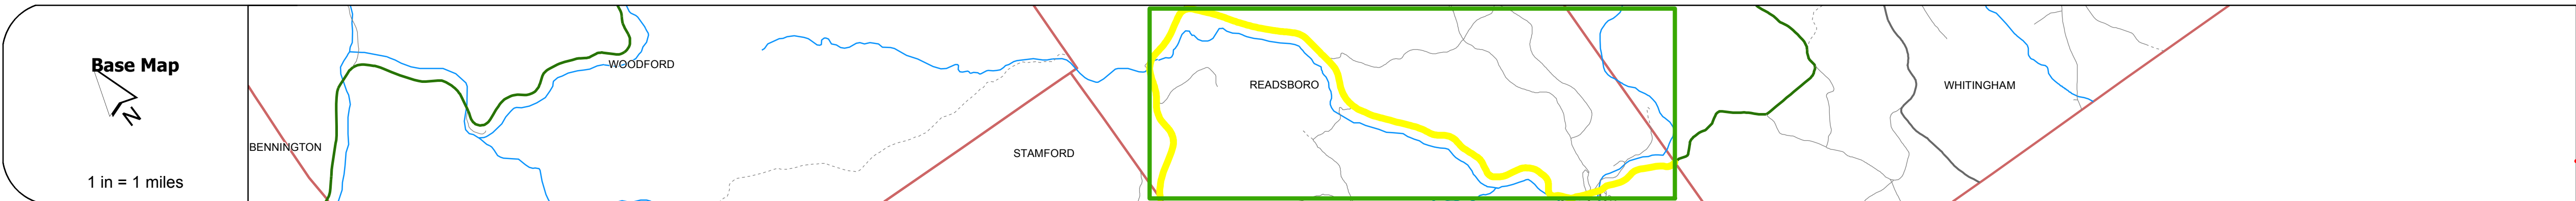 Base Map
N
1 in = 1 miles
BENNINGTON
WOODFORD
STAMFORD
READSBORO
WHITINGHAM